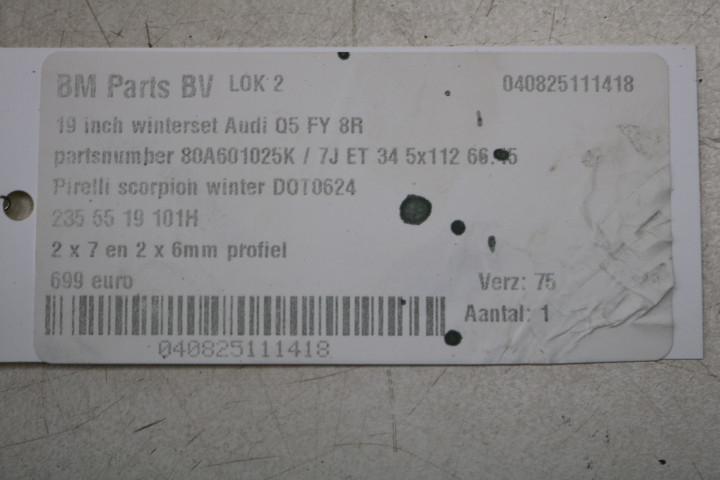 BM Parts BV LOK 2 040825111418
19 inch winterset Audi Q5 FY 8R
partsnumber 80A601025K / 7J ET 34 5x112 66.45
Pirelli scorpion winter DOT0624
235 55 19 101H
2 x 7 en 2 x 6mm profiel
699 euro Verz: 75
Aantal: 1
040825111418